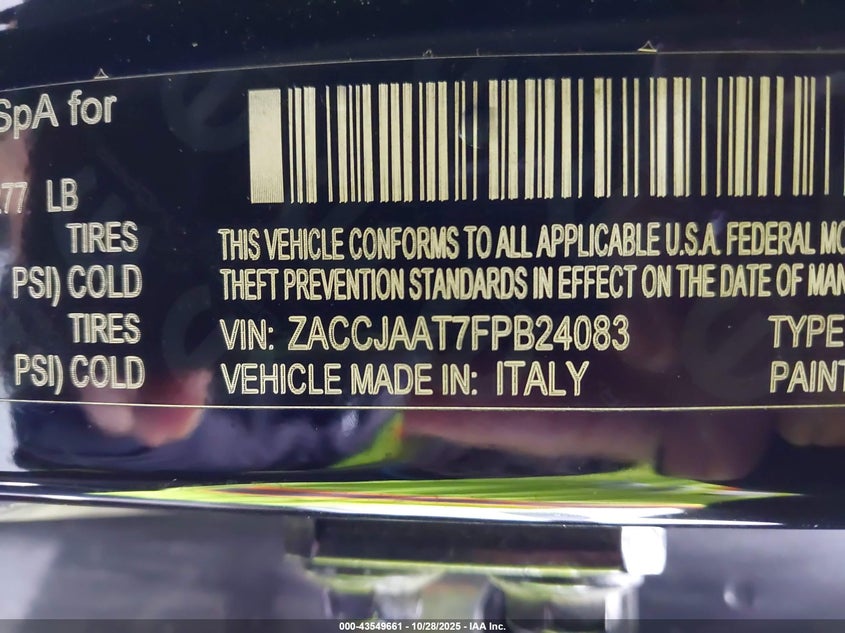 SpA for
77 LB
TIRES
THIS VEHICLE CONFORMS TO ALL APPLICABLE U.S.A. FEDERAL MO
PSI) COLD
THEFT PREVENTION STANDARDS IN EFFECT ON THE DATE OF MAN
TIRES
VIN: ZACCJAAT7FPB24083
TYPE
PSI) COLD
VEHICLE MADE IN: ITALY
PAINT
000-43549661 - 10/28/2025 - IAA Inc.